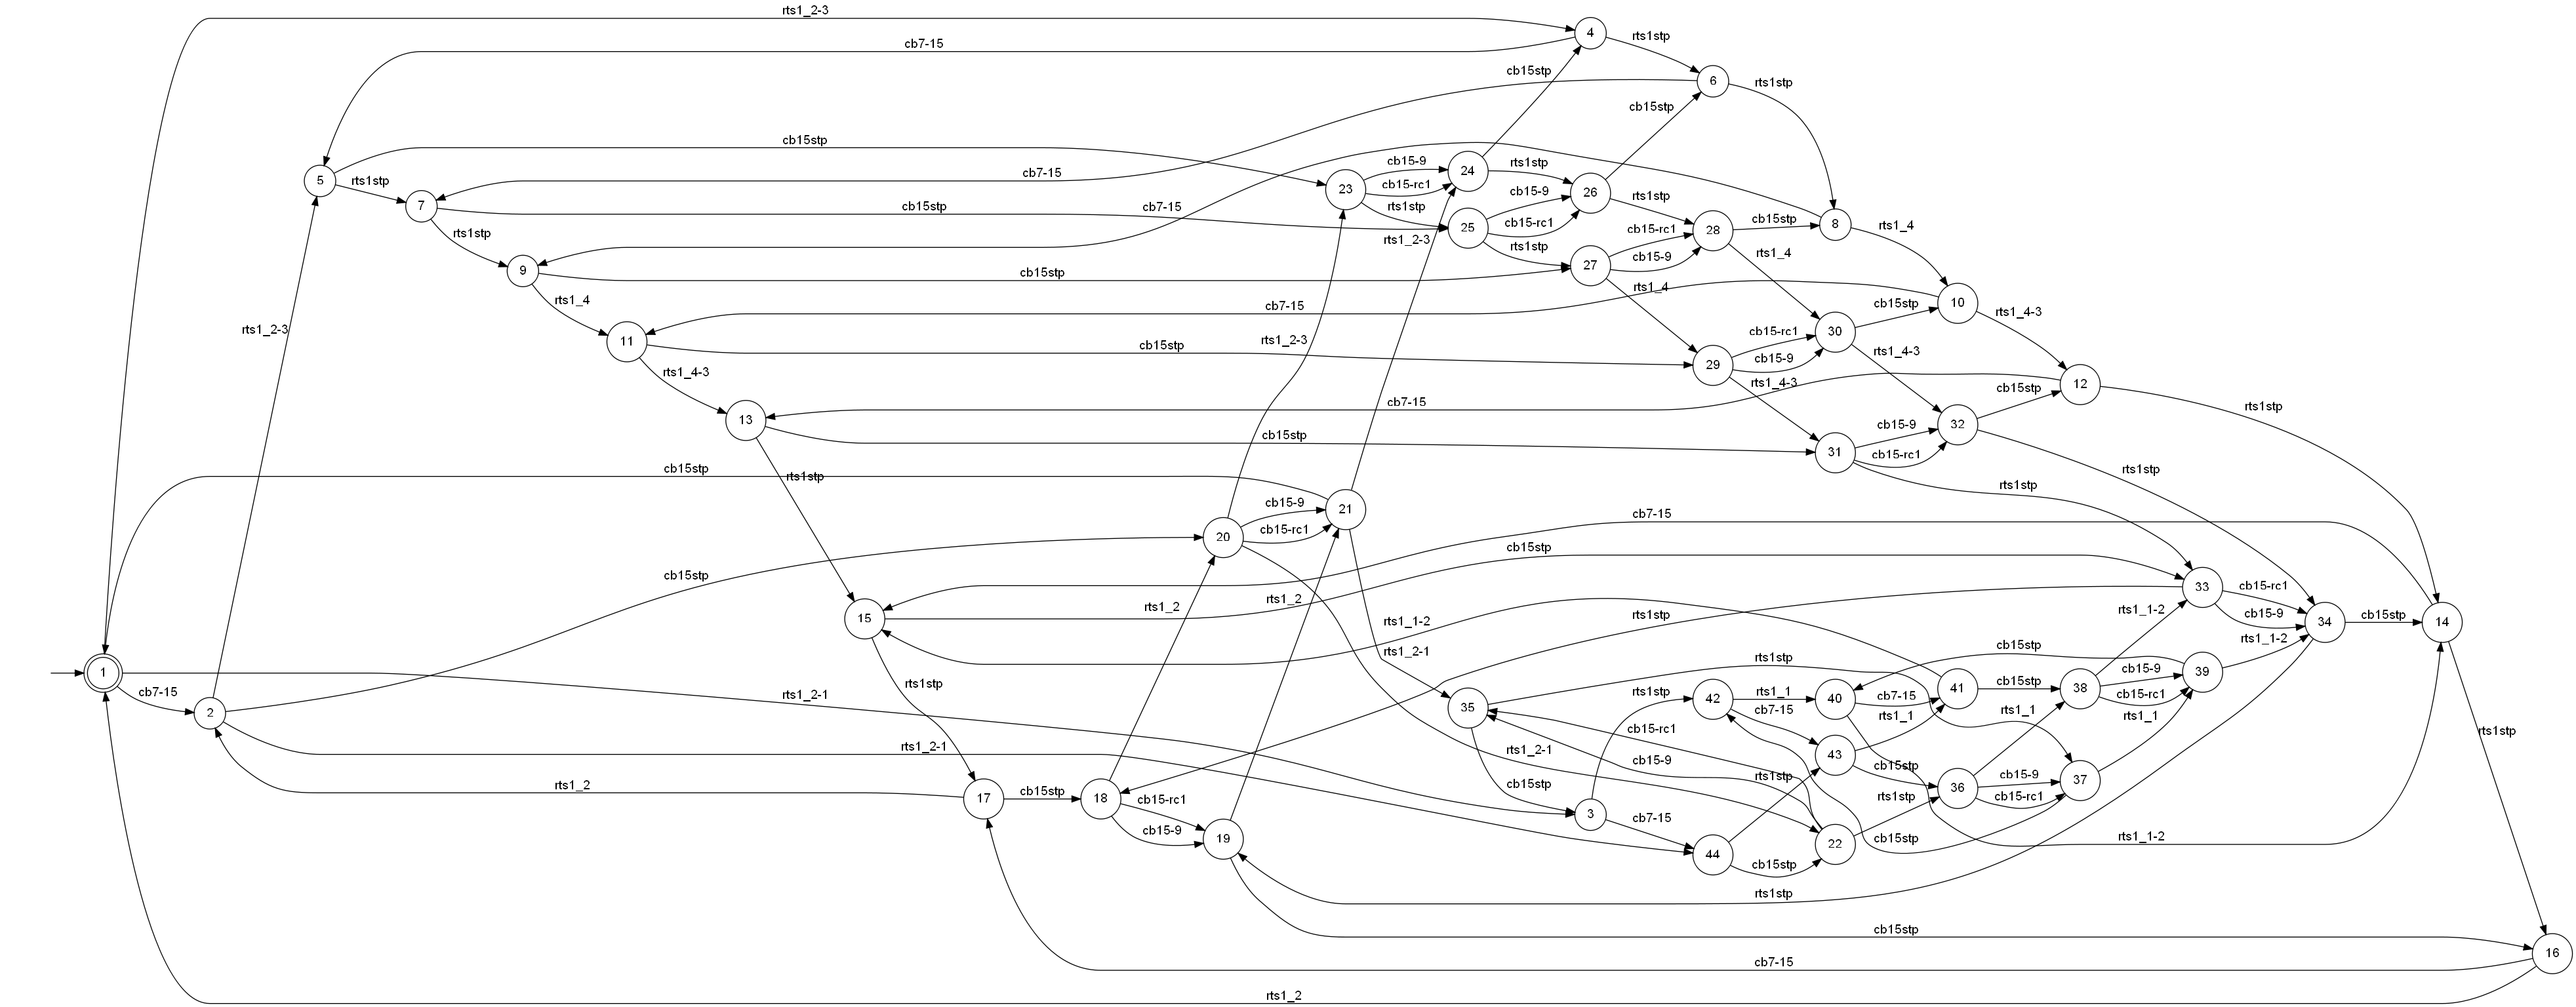 rts1_2-3
4
cb7-15
rts1stp
6
cb15stp
rts1stp
cb15stp
cb15stp
5
rts1stp
cb7-15
23
cb15-9
cb15-rc1
24
rts1stp
rts1stp
cb15-9
26
7
cb15stp
cb7-15
25
cb15-rc1
rts1stp
cb15stp
8
rts1_4
rts1stp
rts1_2-3
rts1stp
cb15-rc1
28
9
cb15stp
27
cb15-9
rts1_4
rts1_4
cb7-15
rts1_4
cb15stp
10
rts1_4-3
rts1_2-3
11
cb15stp
rts1_2-3
cb15-rc1
30
29
cb15-9
rts1_4-3
rts1_4-3
cb7-15
rts1_4-3
cb15stp
12
rts1stp
13
cb15stp
cb15-9
32
31
cb15-rc1
rts1stp
cb15stp
rts1stp
rts1stp
cb15-9
21
cb7-15
20
cb15-rc1
cb15stp
cb15stp
15
rts1_2
rts1_2
rts1_1-2
rts1stp
rts1_1-2
33
cb15-rc1
cb15-9
34
cb15stp
14
1
cb7-15
2
rts1_2-1
rts1stp
rts1_2-1
rts1stp
cb15stp
rts1_1-2
35
rts1stp
42
rts1_1
40
cb7-15
41
cb15stp
38
cb15-9
cb15-rc1
39
cb7-15
rts1_1
rts1_1
rts1_1
rts1_2-1
cb15-rc1
cb15-9
rts1_2-1
43
cb15stp
rts1stp
rts1stp
rts1_2
17
cb15stp
18
cb15-rc1
cb15-9
19
cb15stp
3
cb7-15
rts1stp
36
cb15-9
cb15-rc1
37
44
cb15stp
22
cb15stp
rts1_1-2
rts1stp
cb15stp
16
cb7-15
rts1_2